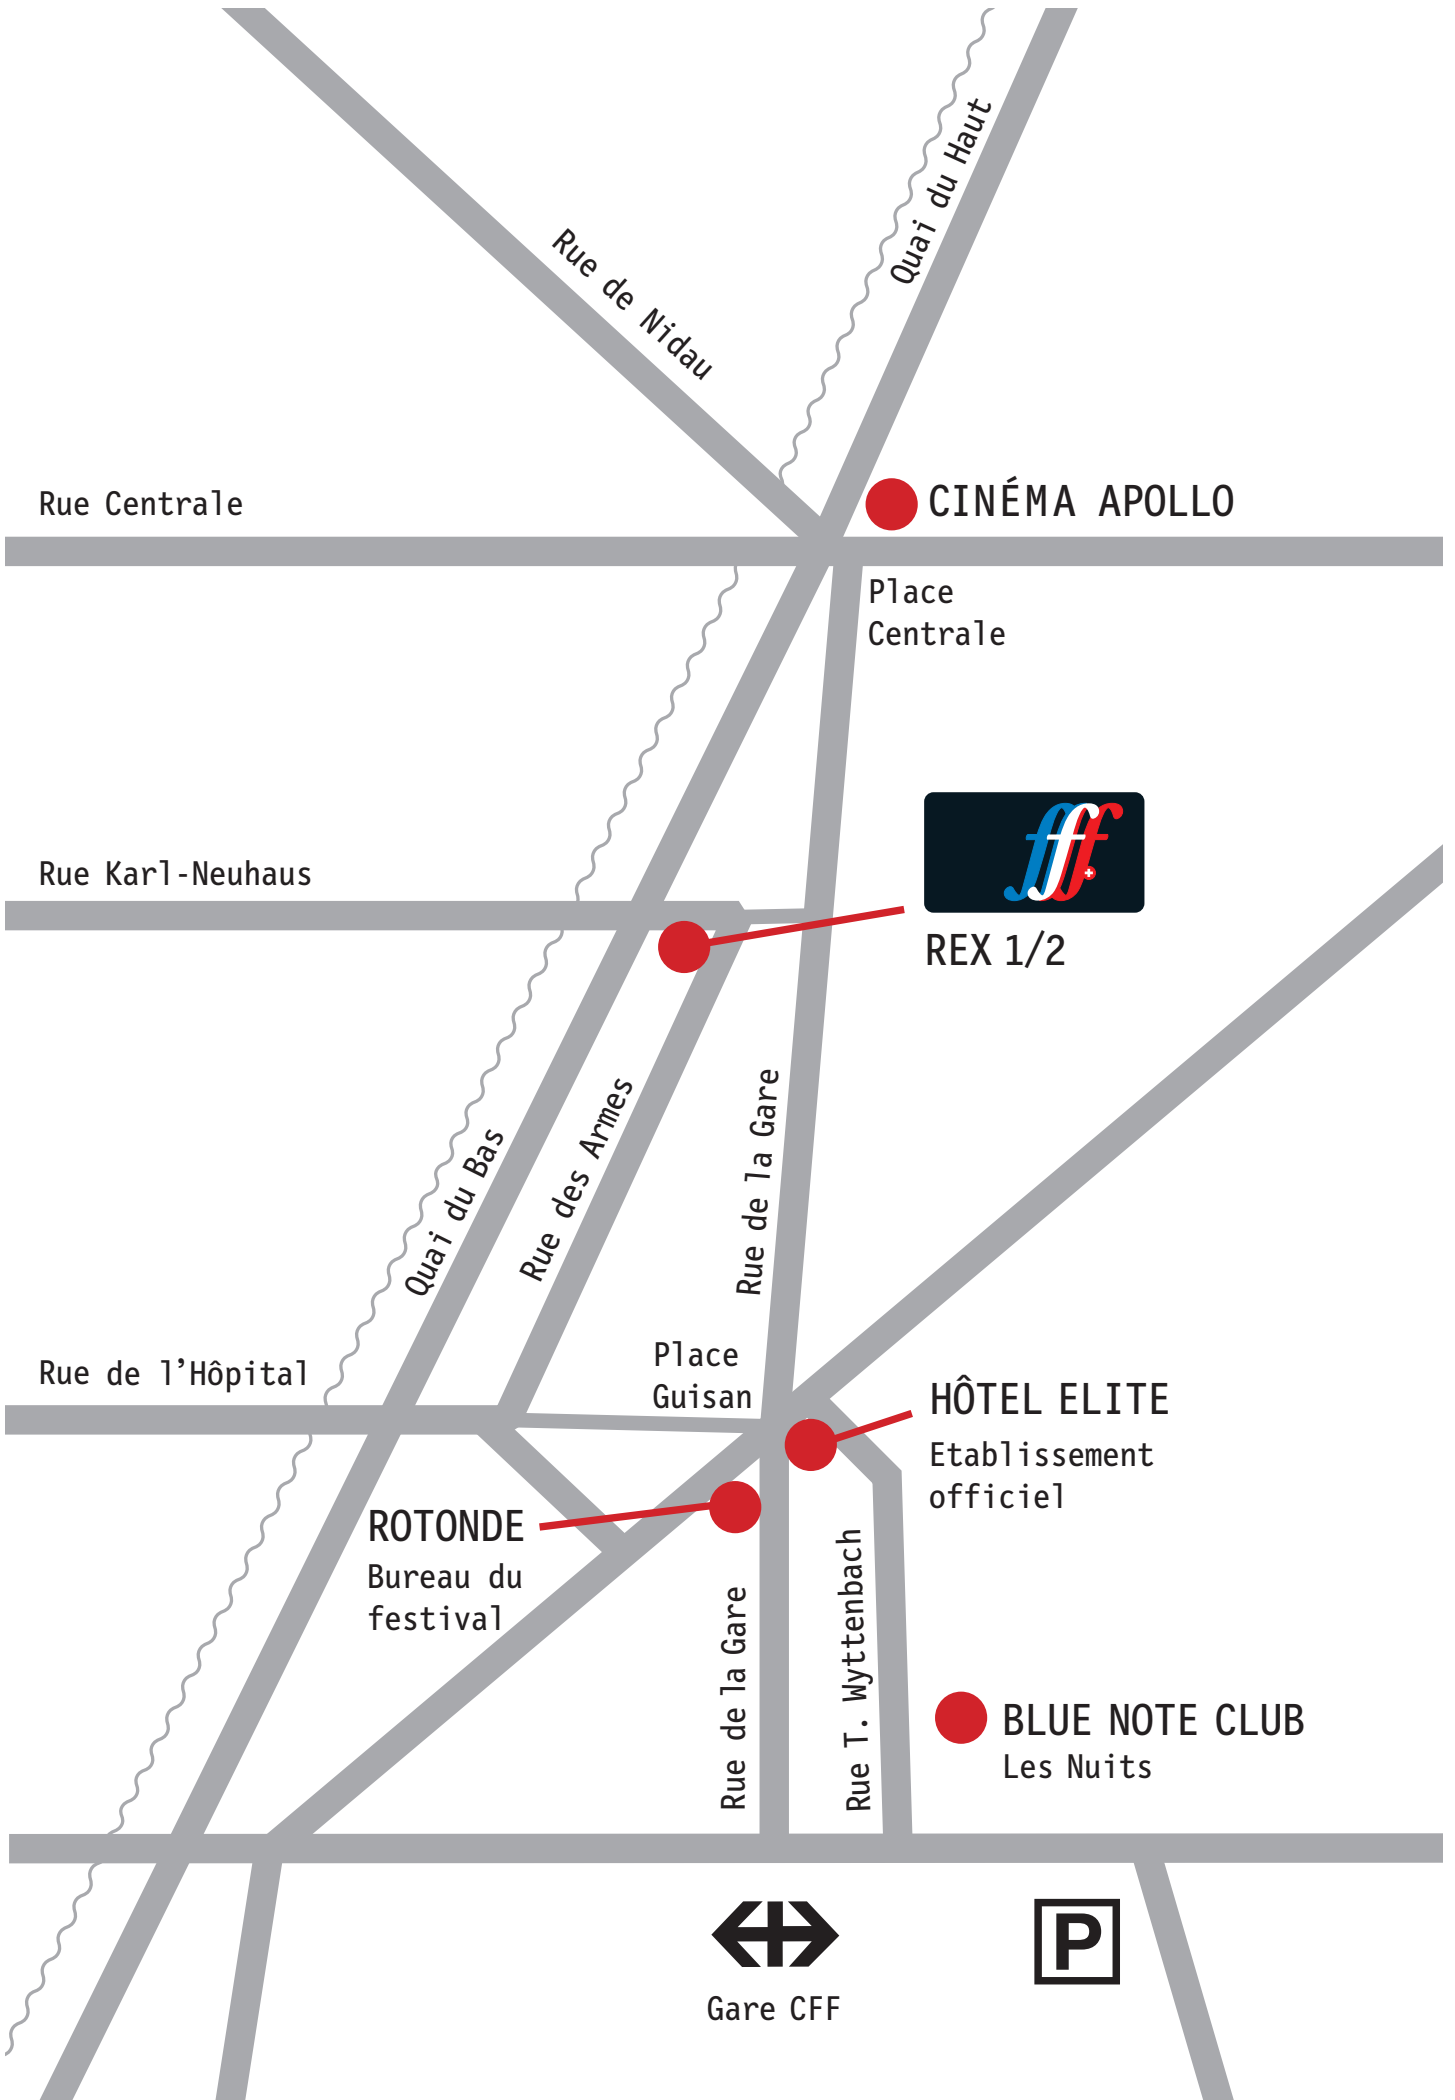 Quai du Haut
Rue de Nidau
Rue Centrale
CINÉMA APOLLO
Place
Centrale
fff
Rue Karl-Neuhaus
REX 1/2
Quai du Bas
Rue des Armes
Rue de la Gare
Place
Guisan
Rue de l'Hôpital
HÔTEL ELITE
Etablissement
officiel
ROTONDE
Bureau du
festival
Rue de la Gare
Rue T. Wyttenbach
BLUE NOTE CLUB
Les Nuits
P
Gare CFF